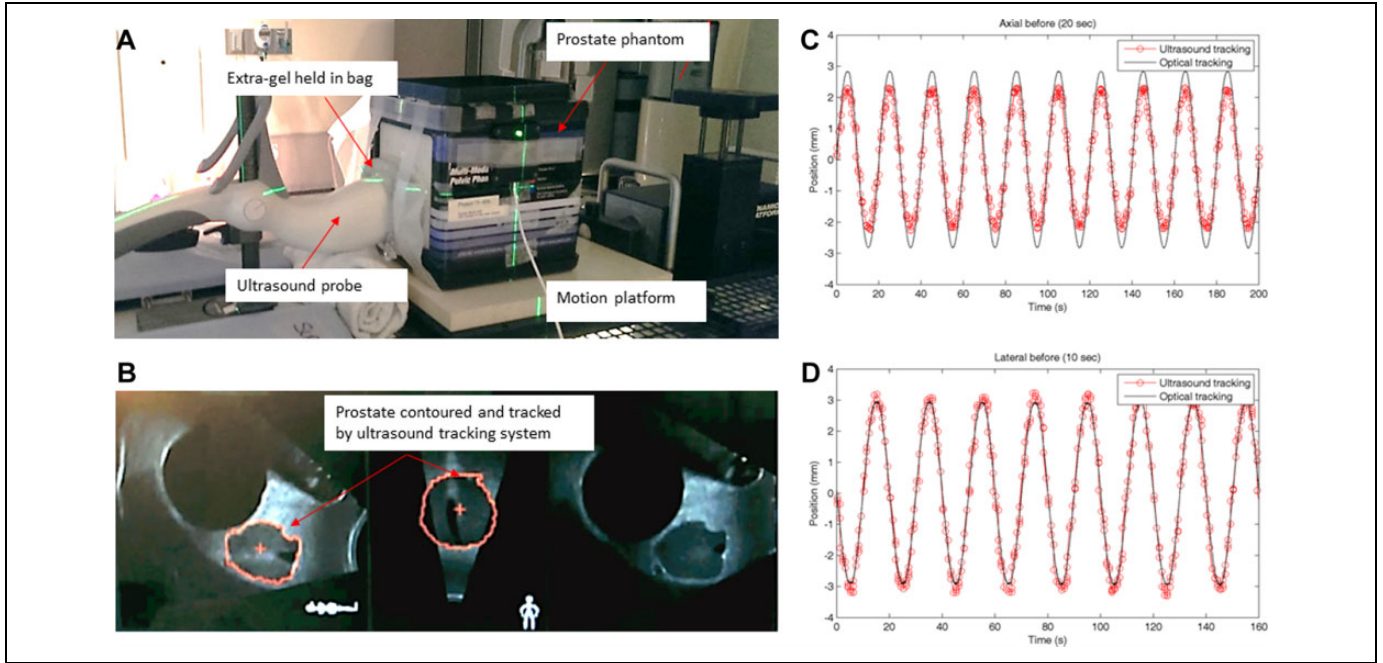 A
Prostate phantom
Extra-gel held in bag
Multi-Moda
Pelvic Phan
Ultrasound probe
Motion platform
B
Prostate contoured and tracked
by ultrasound tracking system
C
Axial before (20 sec)
Ultrasound tracking
Optical tracking
Position (mm)
4
3
2
1
0
-1
-2
-3
-4
0 20 40 60 80 100 120 140 160 180 200
Time (s)
D
Lateral before (10 sec)
Ultrasound tracking
Optical tracking
Position (mm)
4
3
2
1
0
-1
-2
-3
-4
0 20 40 60 80 100 120 140 160
Time (s)